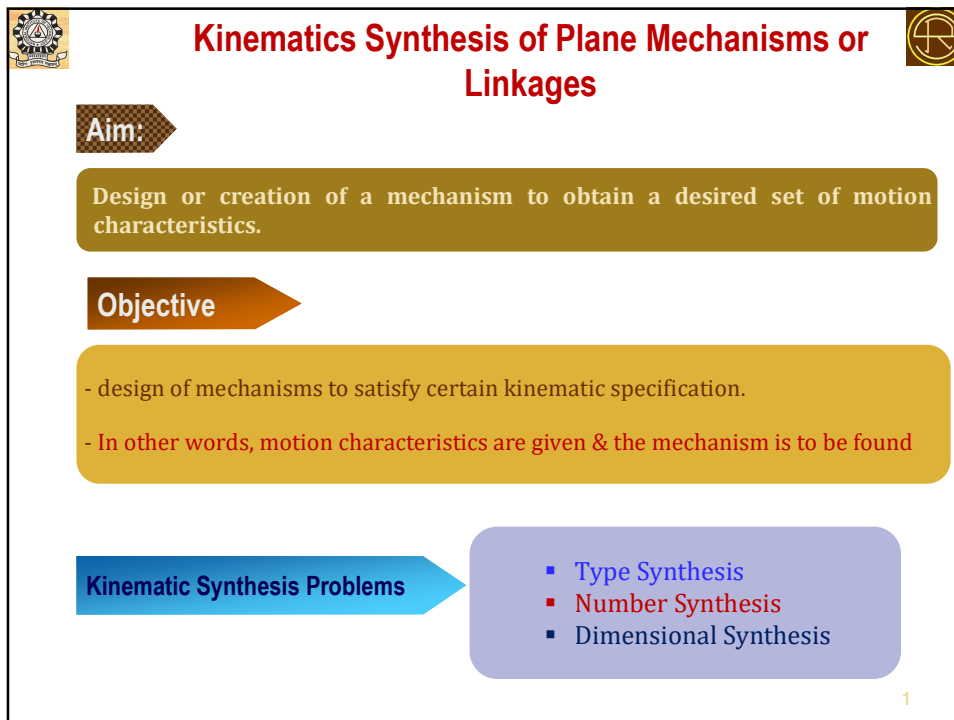 Kinematics Synthesis of Plane Mechanisms or
Linkages
Aim:
Design or creation of a mechanism to obtain a desired set of motion
characteristics.
Objective
- design of mechanisms to satisfy certain kinematic specification.
- In other words, motion characteristics are given & the mechanism is to be found
Kinematic Synthesis Problems
▪ Type Synthesis
▪ Number Synthesis
▪ Dimensional Synthesis
1